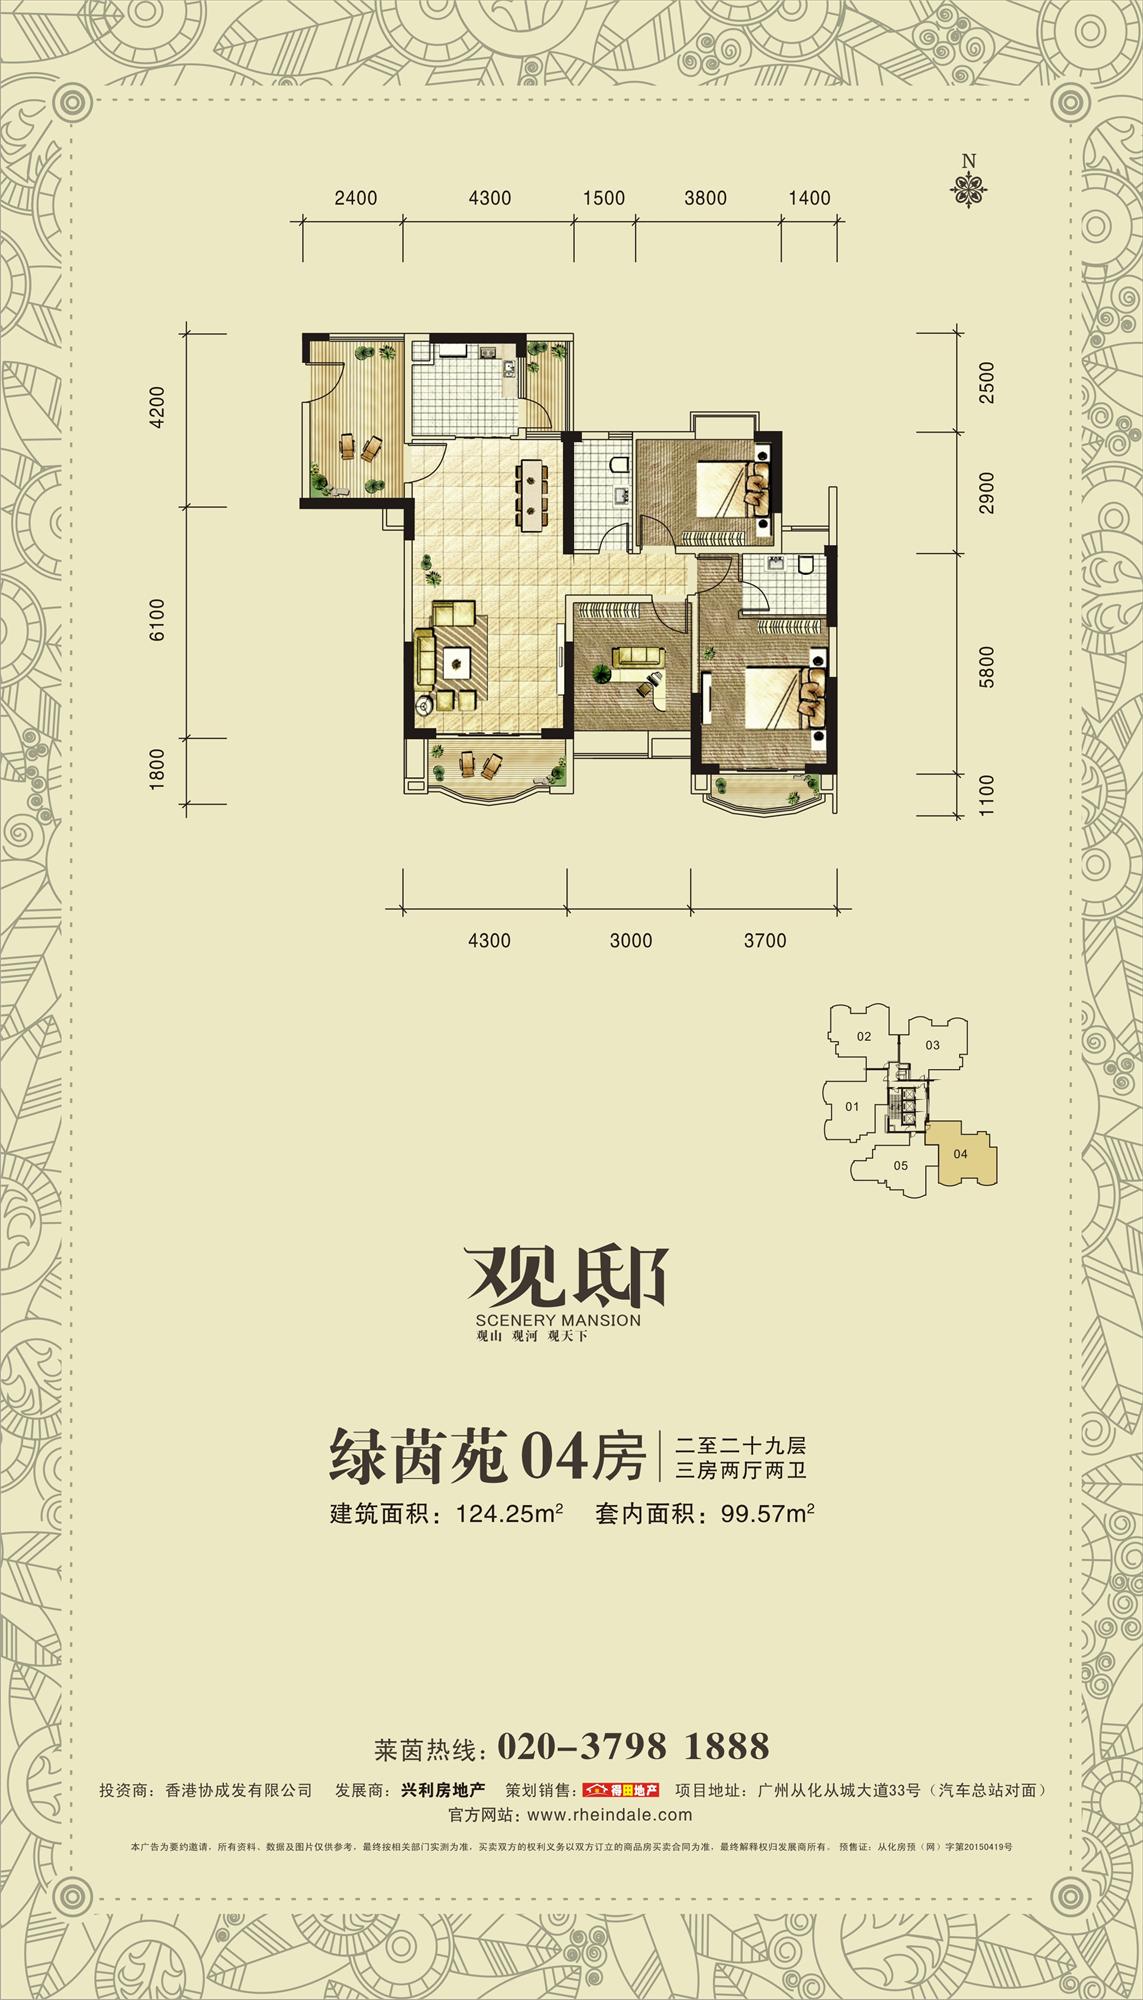 N
2400 4300 1500 3800 1400
4200
6100
1800
2500
2900
5800
1100
4300 3000 3700
02
03
01
04
05
观邸
SCENERY MANSION
观山 观河 观天下
绿茵苑04房
二至二十九层
三房两厅两卫
建筑面积：124.25m² 套内面积：99.57m²
莱茵热线：020-3798 1888
投资商：香港协成发有限公司 发展商：兴利房地产 策划销售：得田地产 项目地址：广州从化从城大道33号（汽车总站对面）
官方网站：www.rheindale.com
本广告为要约邀请，所有资料、数据及图片仅供参考，最终按相关部门实测为准，买卖双方的权利义务以双方订立的商品房买卖合同为准，最终解释权归发展商所有。 预售证：从化房预（网）字第20150419号